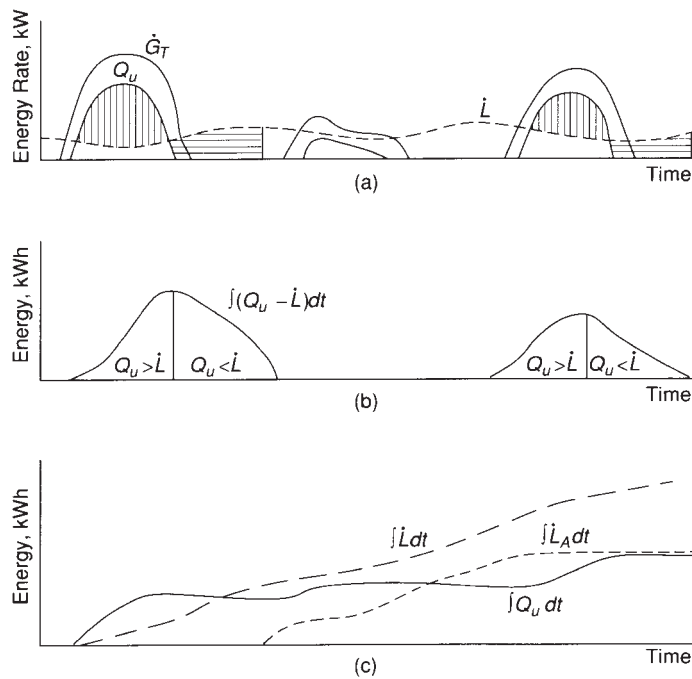 Energy Rate, kW
Ġ_T
Q_u
L̇
Time
(a)
Energy, kWh
∫(Q_u – L̇)dt
Q_u > L̇
Q_u < L̇
Q_u > L̇
Q_u < L̇
Time
(b)
Energy, kWh
∫L̇dt
∫L̇_A dt
∫Q_u dt
Time
(c)